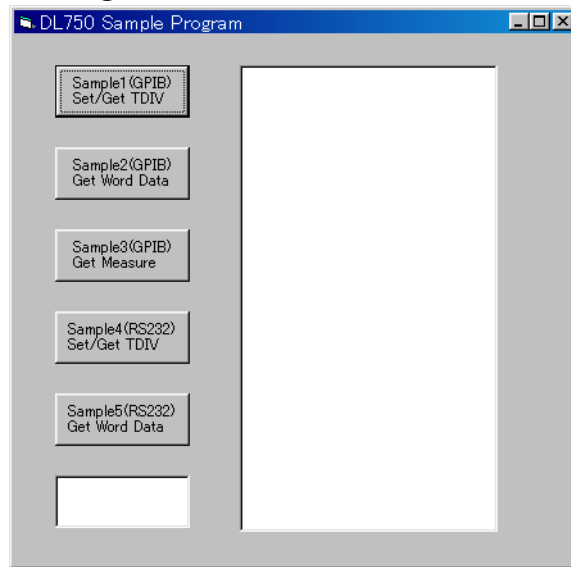 DL750 Sample Program
Sample1(GPIB)
Set/Get TDIV
Sample2(GPIB)
Get Word Data
Sample3(GPIB)
Get Measure
Sample4(RS232)
Set/Get TDIV
Sample5(RS232)
Get Word Data